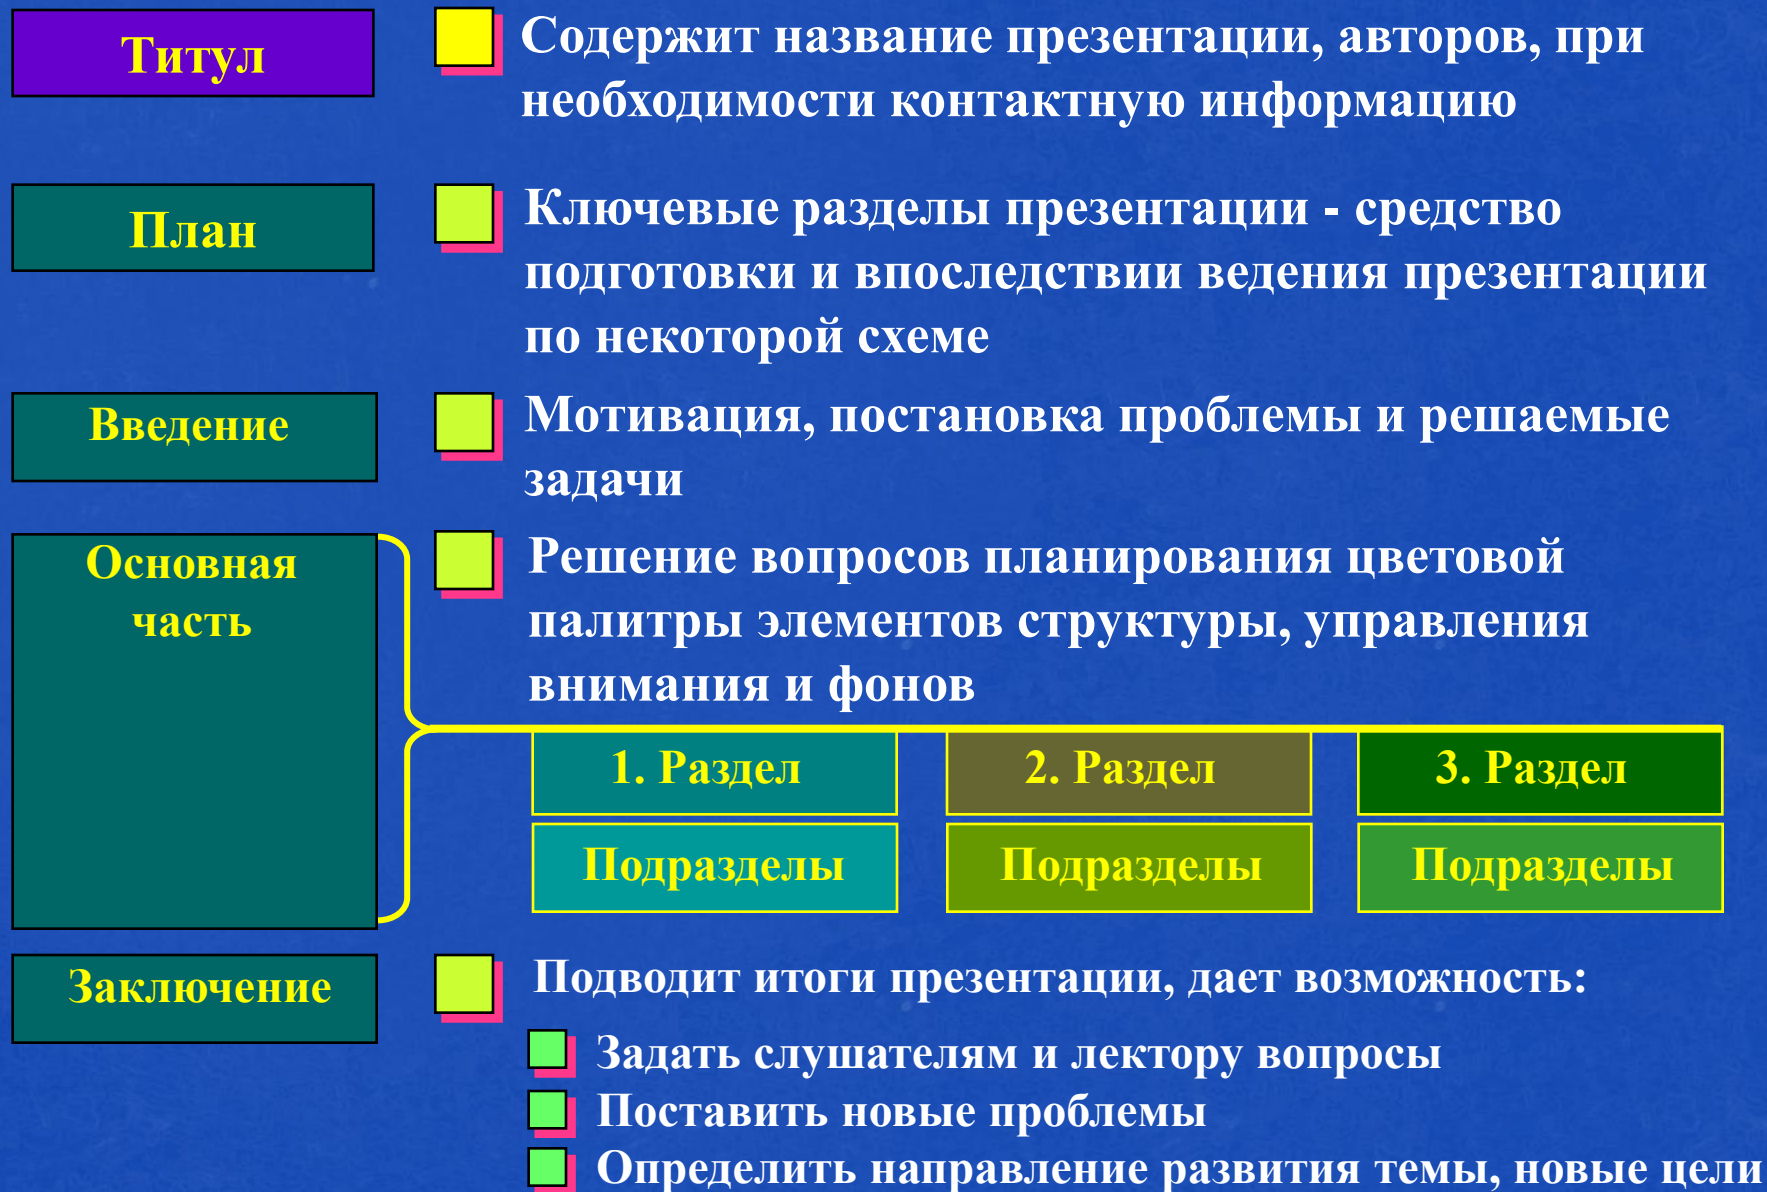 Титул
Содержит название презентации, авторов, при
необходимости контактную информацию
План
Ключевые разделы презентации - средство
подготовки и впоследствии ведения презентации
по некоторой схеме
Введение
Мотивация, постановка проблемы и решаемые
задачи
Основная
часть
Решение вопросов планирования цветовой
палитры элементов структуры, управления
внимания и фонов
1. Раздел
2. Раздел
3. Раздел
Подразделы
Подразделы
Подразделы
Заключение
Подводит итоги презентации, дает возможность:
Задать слушателям и лектору вопросы
Поставить новые проблемы
Определить направление развития темы, новые цели